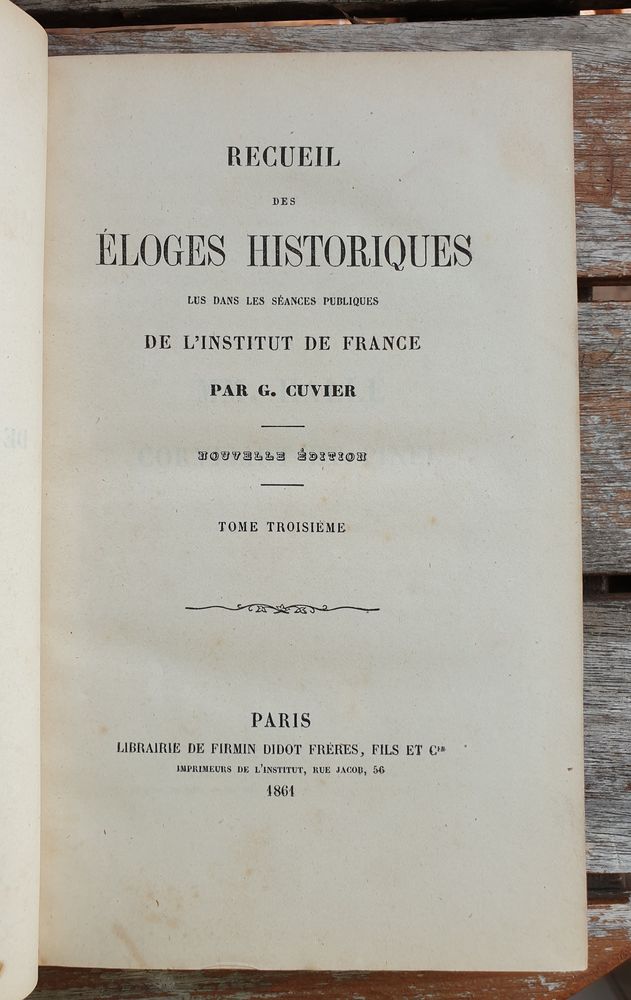 RECUEIL
DES
ÉLOGES HISTORIQUES
LUS DANS LES SÉANCES PUBLIQUES
DE L'INSTITUT DE FRANCE
PAR G. CUVIER
NOUVELLE ÉDITION
TOME TROISIÈME
PARIS
LIBRAIRIE DE FIRMIN DIDOT FRÈRES, FILS ET Cie
IMPRIMEURS DE L'INSTITUT, RUE JACOB, 56
1861